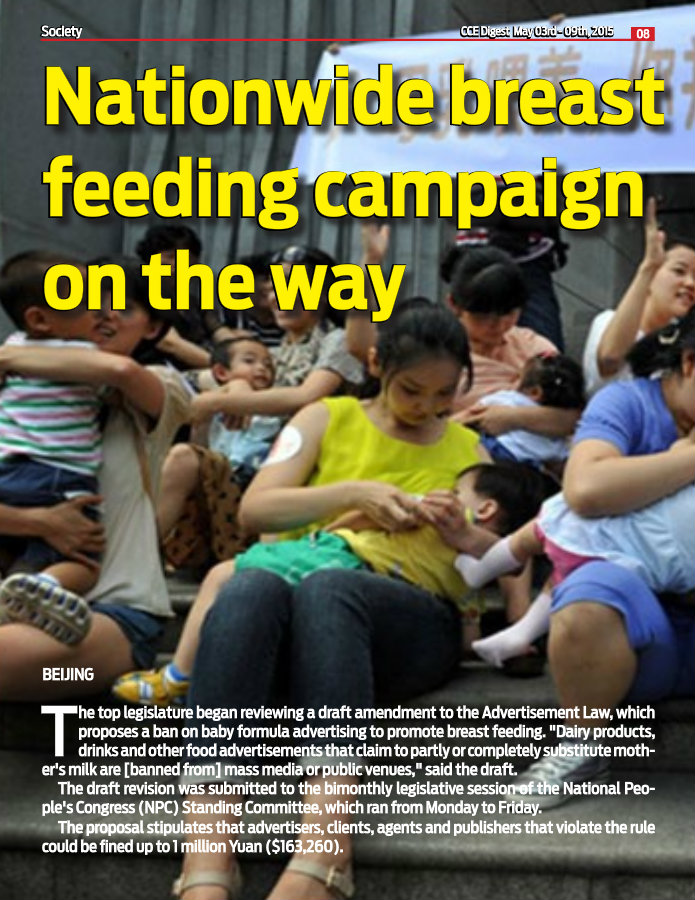 Society
CCE Digest, May 03rd - 09th, 2015
08
Nationwide breast
feeding campaign
on the way
BEIJING
The top legislature began reviewing a draft amendment to the Advertisement Law, which
proposes a ban on baby formula advertising to promote breast feeding. "Dairy products,
drinks and other food advertisements that claim to partly or completely substitute moth-
er's milk are [banned from] mass media or public venues," said the draft.
The draft revision was submitted to the bimonthly legislative session of the National Peo-
ple's Congress (NPC) Standing Committee, which ran from Monday to Friday.
The proposal stipulates that advertisers, clients, agents and publishers that violate the rule
could be fined up to 1 million Yuan ($163,260).